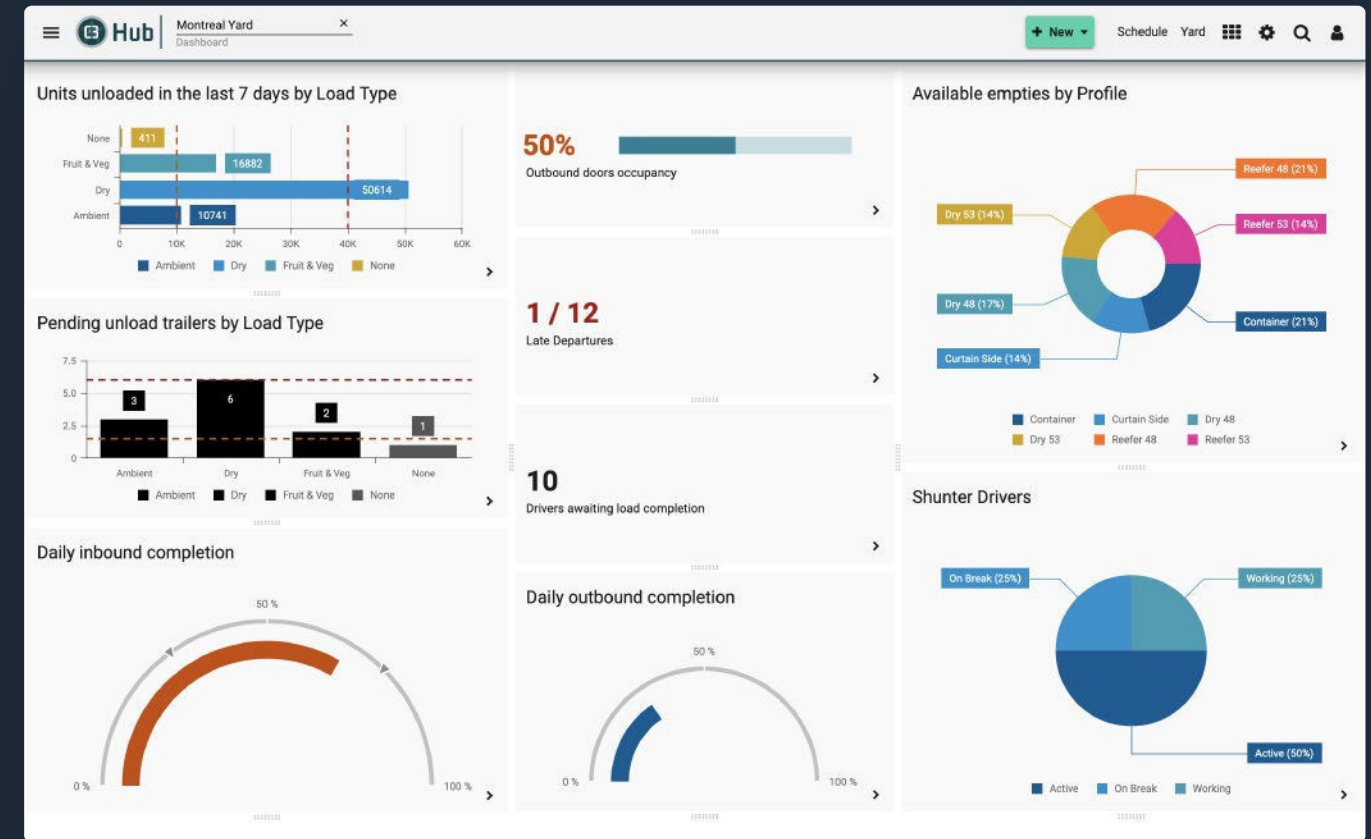 Hub
Montreal Yard ×
Dashboard
+ New
Schedule Yard
Units unloaded in the last 7 days by Load Type
None 411
Fruit & Veg 16882
Dry 50614
Ambient 10741
0 10K 20K 30K 40K 50K 60K
Ambient Dry Fruit & Veg None
Pending unload trailers by Load Type
7.5
5.0
2.5
0
3 6 2 1
Ambient Dry Fruit & Veg None
Ambient Dry Fruit & Veg None
Daily inbound completion
50 %
0 % 100 %
50%
Outbound doors occupancy
1 / 12
Late Departures
10
Drivers awaiting load completion
Daily outbound completion
50 %
0 % 100 %
Available empties by Profile
Reefer 48 (21%)
Dry 53 (14%)
Reefer 53 (14%)
Dry 48 (17%)
Container (21%)
Curtain Side (14%)
Container Curtain Side Dry 48
Dry 53 Reefer 48 Reefer 53
Shunter Drivers
On Break (25%) Working (25%)
Active (50%)
Active On Break Working